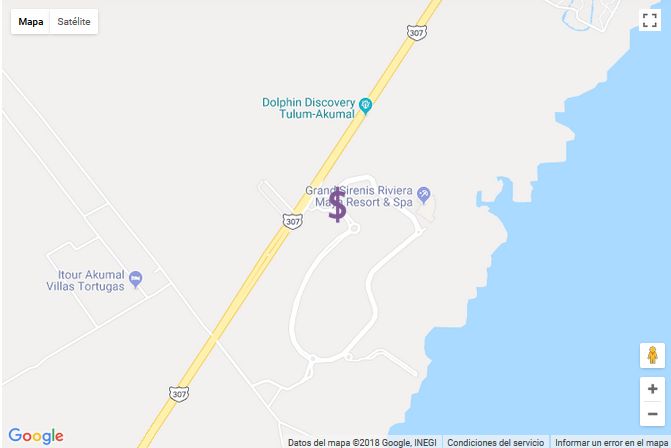 Mapa
Satélite
307
Dolphin Discovery
Tulum-Akumal
Grand Sirenis Riviera
Maya Resort & Spa
$
307
Itour Akumal
Villas Tortugas
307
Google
Datos del mapa ©2018 Google, INEGI
Condiciones del servicio
Informar un error en el mapa